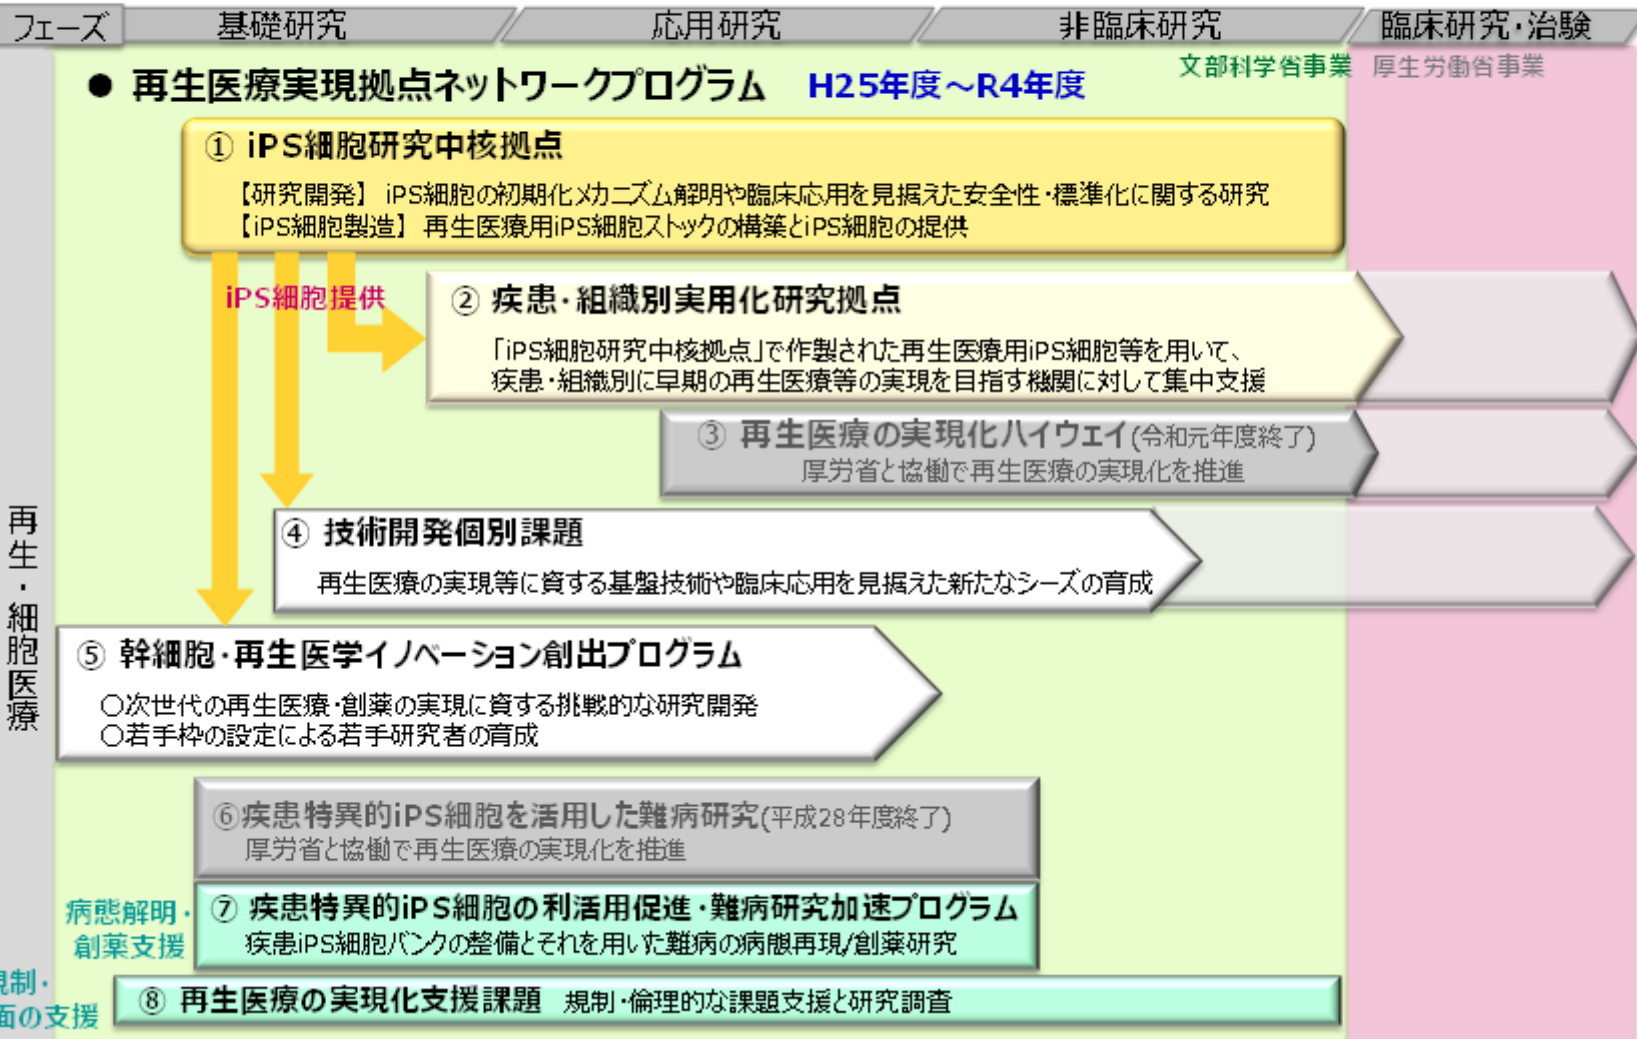 フェーズ
基礎研究
応用研究
非臨床研究
臨床研究・治験
文部科学省事業
厚生労働省事業
● 再生医療実現拠点ネットワークプログラム H25年度～R4年度
① iPS細胞研究中核拠点
【研究開発】 iPS細胞の初期化メカニズム解明や臨床応用を見据えた安全性・標準化に関する研究
【iPS細胞製造】 再生医療用iPS細胞ストックの構築とiPS細胞の提供
iPS細胞提供
② 疾患・組織別実用化研究拠点
「iPS細胞研究中核拠点」で作製された再生医療用iPS細胞等を用いて、
疾患・組織別に早期の再生医療等の実現を目指す機関に対して集中支援
③ 再生医療の実現化ハイウエイ(令和元年度終了)
厚労省と協働で再生医療の実現化を推進
再生・細胞医療
④ 技術開発個別課題
再生医療の実現等に資する基盤技術や臨床応用を見据えた新たなシーズの育成
⑤ 幹細胞・再生医学イノベーション創出プログラム
○次世代の再生医療・創薬の実現に資する挑戦的な研究開発
○若手枠の設定による若手研究者の育成
⑥疾患特異的iPS細胞を活用した難病研究(平成28年度終了)
厚労省と協働で再生医療の実現化を推進
病態解明・
創薬支援
⑦ 疾患特異的iPS細胞の利活用促進・難病研究加速プログラム
疾患iPS細胞バンクの整備とそれを用いた難病の病態再現/創薬研究
規制・
面の支援
⑧ 再生医療の実現化支援課題 規制・倫理的な課題支援と研究調査